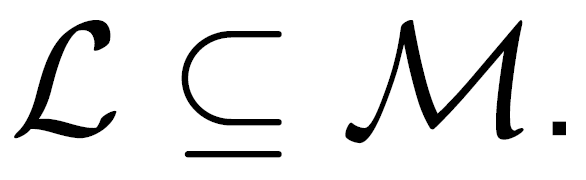 ℒ ⊆ ℳ.